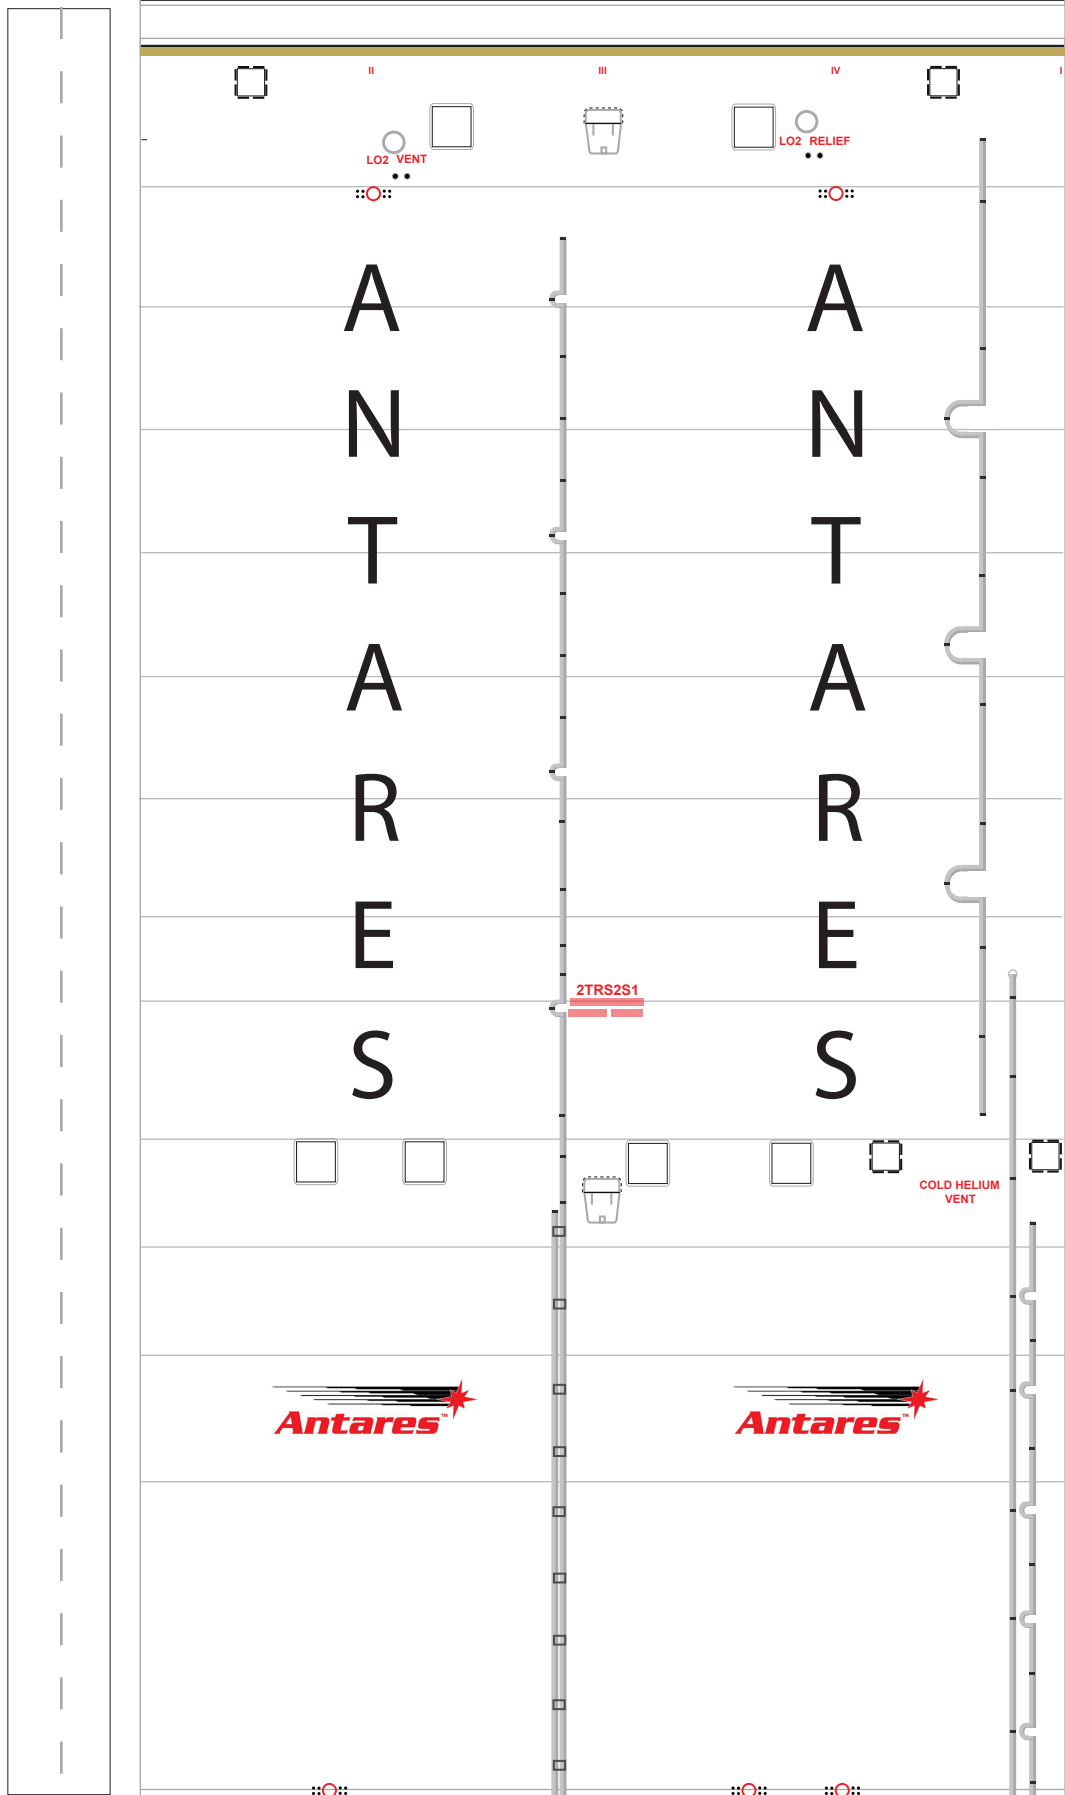 II III IV I
LO2 VENT
LO2 RELIEF
A
N
T
A
R
E
S
A
N
T
A
R
E
S
2TRS2S1
COLD HELIUM
VENT
Antares™
Antares™